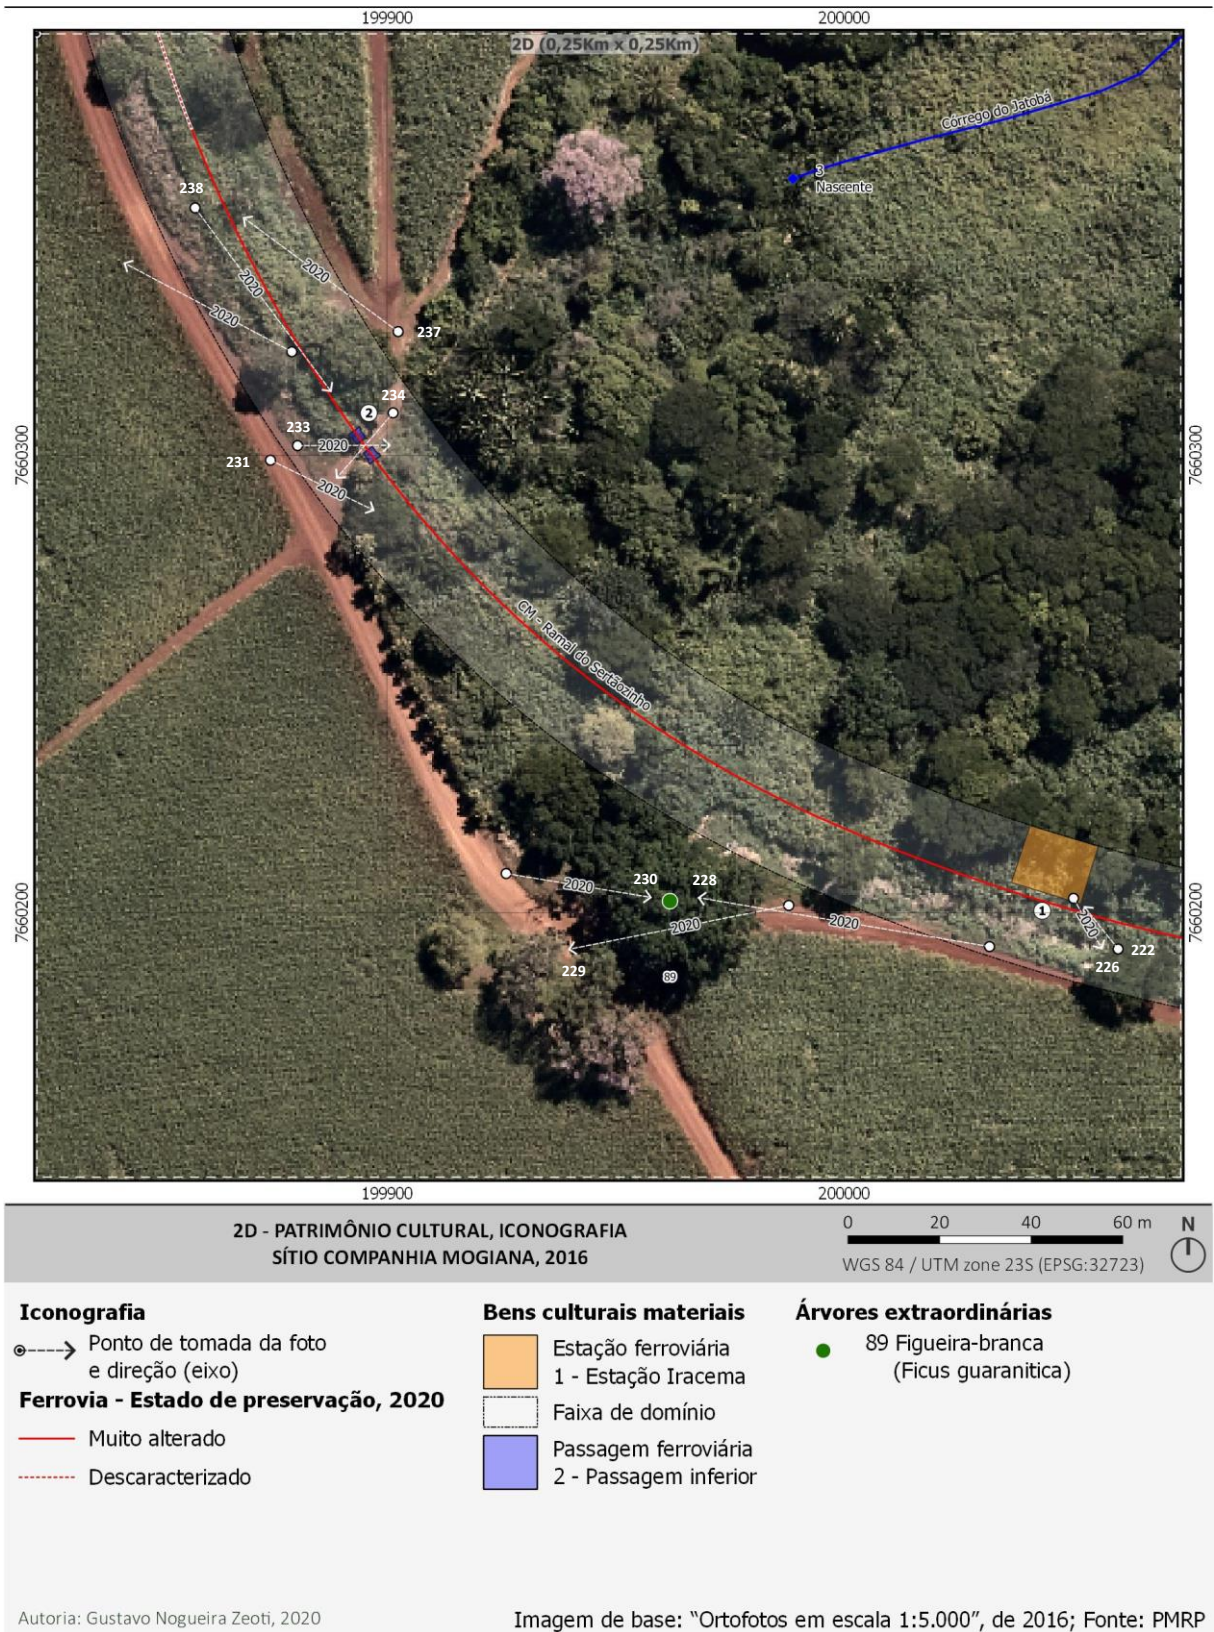 199900 200000
2D (0,25Km x 0,25Km)
Córrego do Jatobá
3
Nascente
238
2020
2020
2020
237
2
234
233
2020
231
2020
7660300
7660300
CM - Ramal do Sertãozinho
2020
230
228
2020
2020
229
89
1
2020
222
226
7660200
7660200
199900 200000
2D - PATRIMÔNIO CULTURAL, ICONOGRAFIA
SÍTIO COMPANHIA MOGIANA, 2016
0 20 40 60 m
N
WGS 84 / UTM zone 23S (EPSG:32723)
Iconografia
Ponto de tomada da foto
e direção (eixo)
Ferrovia - Estado de preservação, 2020
Muito alterado
Descaracterizado
Bens culturais materiais
Estação ferroviária
1 - Estação Iracema
Faixa de domínio
Passagem ferroviária
2 - Passagem inferior
Árvores extraordinárias
89 Figueira-branca
(Ficus guaranitica)
Autoria: Gustavo Nogueira Zeoti, 2020
Imagem de base: “Ortofotos em escala 1:5.000”, de 2016; Fonte: PMRP